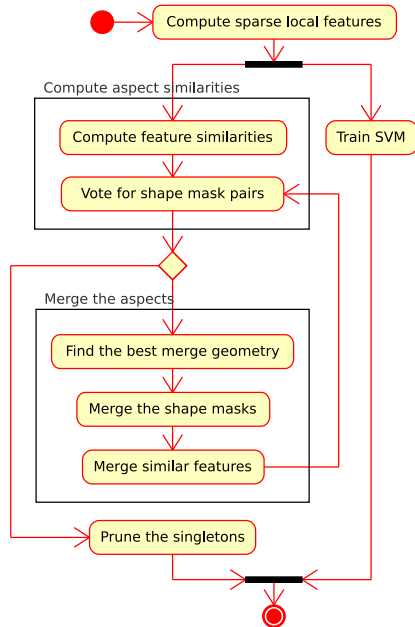 Compute sparse local features
Compute aspect similarities
Compute feature similarities
Train SVM
Vote for shape mask pairs
Merge the aspects
Find the best merge geometry
Merge the shape masks
Merge similar features
Prune the singletons